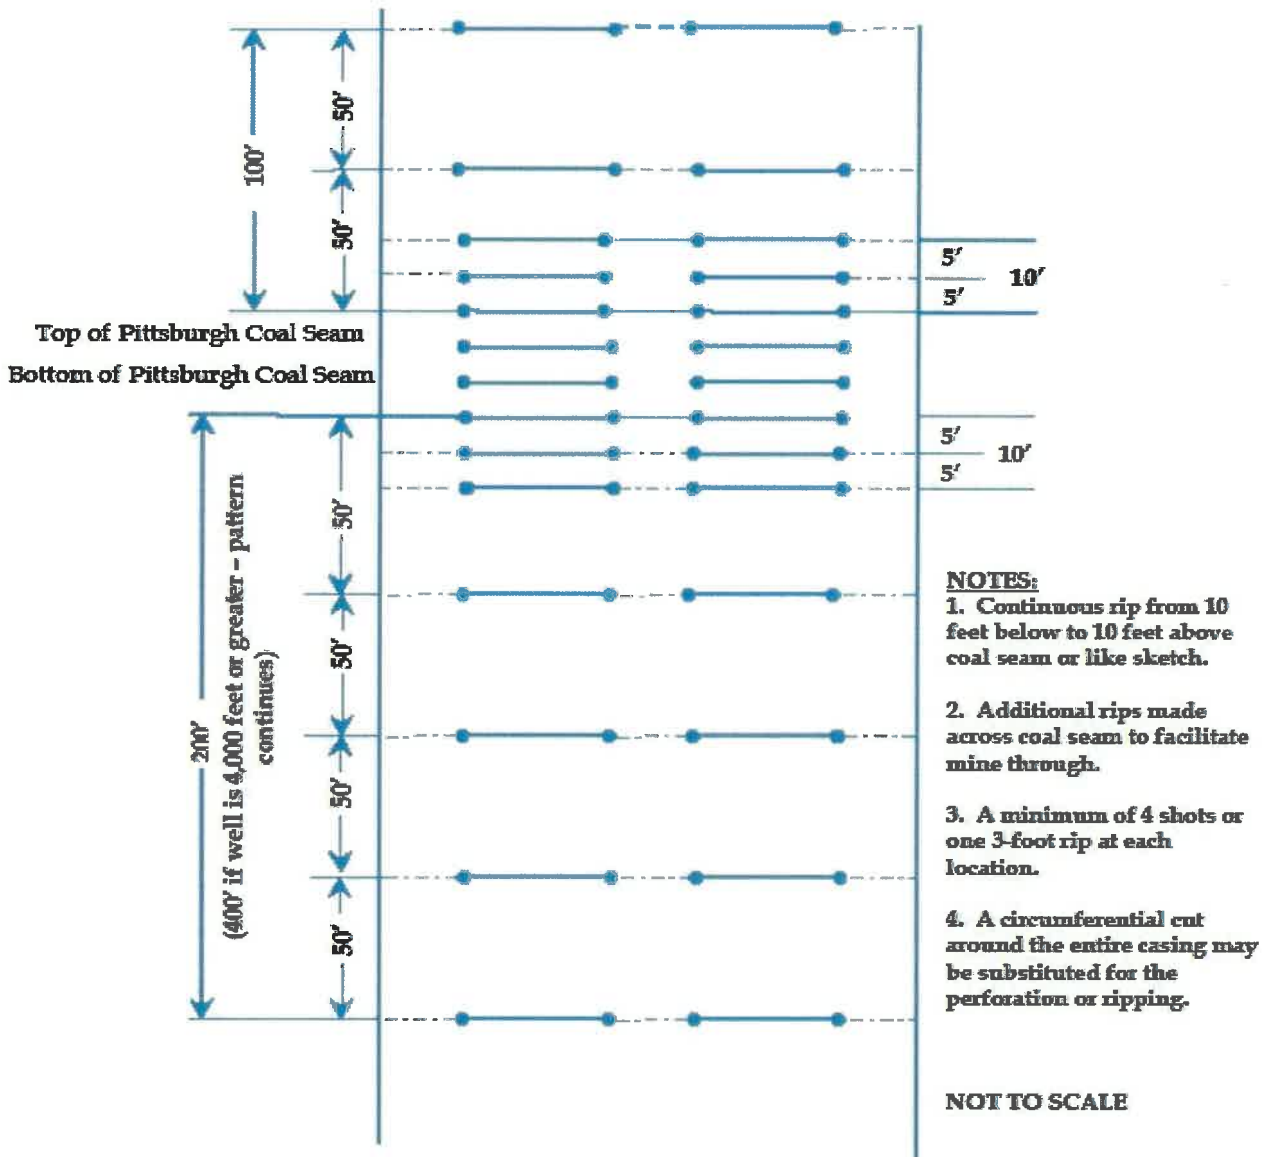 50'
100'
50'
5'
10'
5'
Top of Pittsburgh Coal Seam
Bottom of Pittsburgh Coal Seam
5'
10'
5'
50'
200'
(400' if well is 4,000 feet or greater - pattern
continues)
50'
50'
50'
NOTES:
1. Continuous rip from 10
feet below to 10 feet above
coal seam or like sketch.
2. Additional rips made
across coal seam to facilitate
mine through.
3. A minimum of 4 shots or
one 3-foot rip at each
location.
4. A circumferential cut
around the entire casing may
be substituted for the
perforation or ripping.
NOT TO SCALE